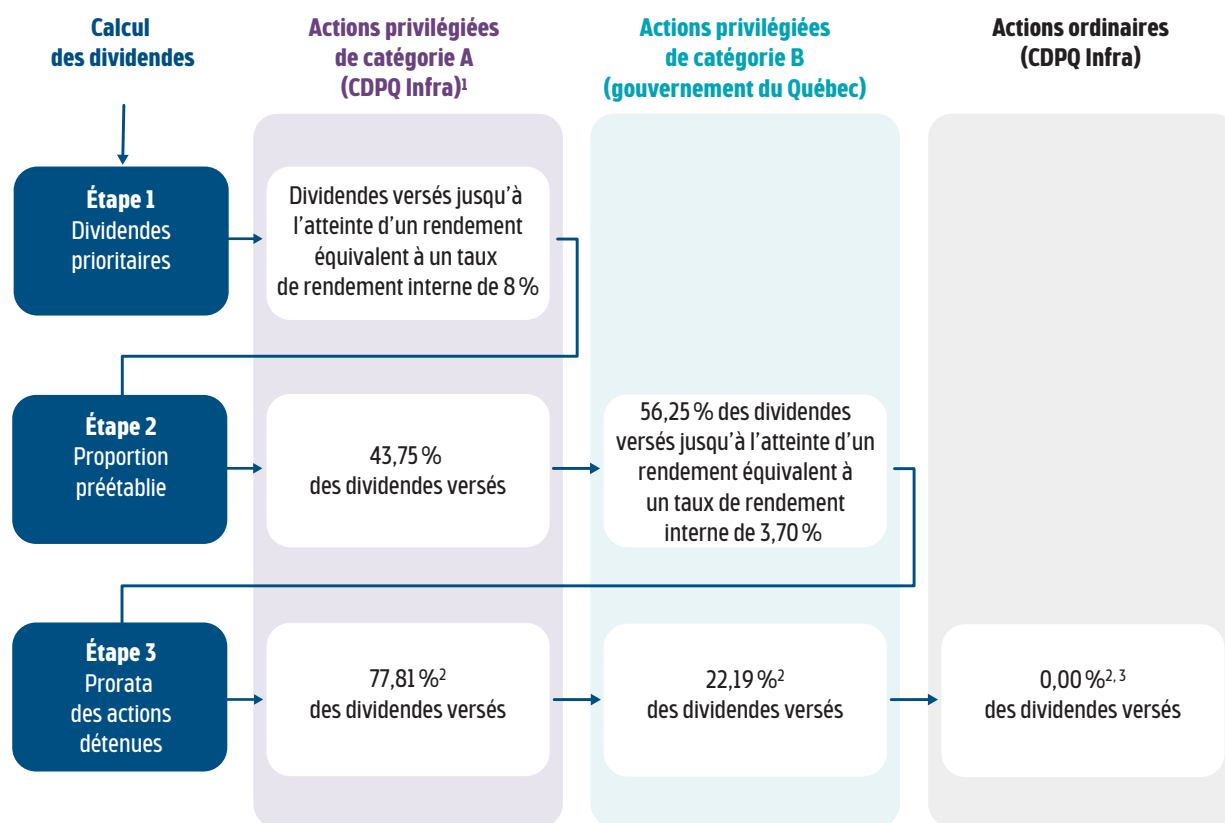 Calcul
des dividendes
Actions privilégiées
de catégorie A
(CDPQ Infra)¹
Actions privilégiées
de catégorie B
(gouvernement du Québec)
Actions ordinaires
(CDPQ Infra)
Étape 1
Dividendes
prioritaires
Dividendes versés jusqu’à
l’atteinte d’un rendement
équivalent à un taux
de rendement interne de 8 %
Étape 2
Proportion
préétablie
43,75 %
des dividendes versés
56,25 % des dividendes
versés jusqu’à l’atteinte d’un
rendement équivalent à
un taux de rendement
interne de 3,70 %
Étape 3
Prorata
des actions
détenues
77,81 %²
des dividendes versés
22,19 %²
des dividendes versés
0,00 %²,³
des dividendes versés